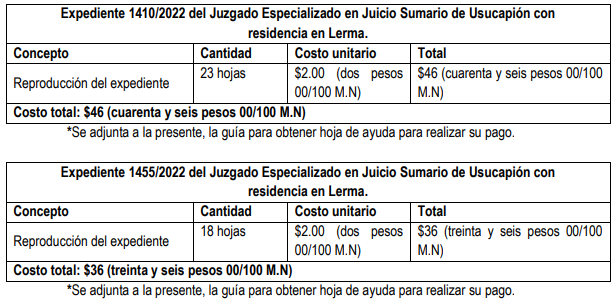 Expediente 1410/2022 del Juzgado Especializado en Juicio Sumario de Usucapión con
residencia en Lerma.
Concepto Cantidad Costo unitario Total
Reproducción del expediente 23 hojas $2.00 (dos pesos $46 (cuarenta y seis pesos 00/100
00/100 M.N) M.N)
Costo total: $46 (cuarenta y seis pesos 00/100 M.N)
*Se adjunta a la presente, la guía para obtener hoja de ayuda para realizar su pago.
Expediente 1455/2022 del Juzgado Especializado en Juicio Sumario de Usucapión con
residencia en Lerma.
Concepto Cantidad Costo unitario Total
Reproducción del expediente 18 hojas $2.00 (dos pesos $36 (treinta y seis pesos 00/100
00/100 M.N) M.N)
Costo total: $36 (treinta y seis pesos 00/100 M.N)
*Se adjunta a la presente, la guía para obtener hoja de ayuda para realizar su pago.